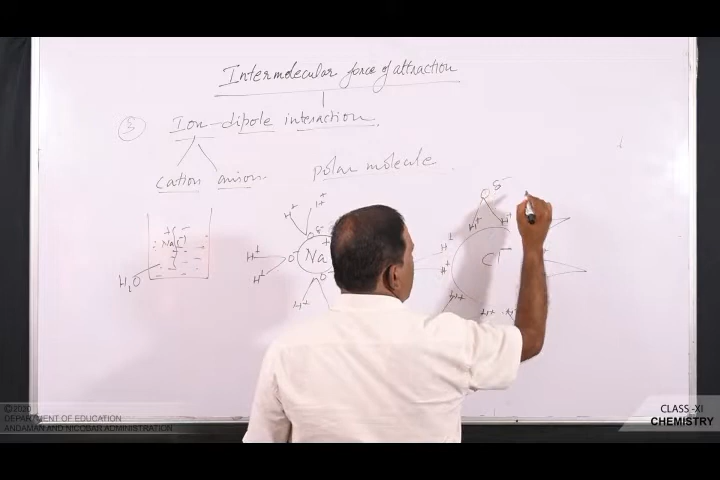 Intermolecular force of attraction
3
Ion-dipole interaction.
cation anion.
polar molecule.
H₂O
Na
Cl⁻
δ⁻
©2020
DEPARTMENT OF EDUCATION
ANDAMAN AND NICOBAR ADMINISTRATION
CLASS -XI
CHEMISTRY